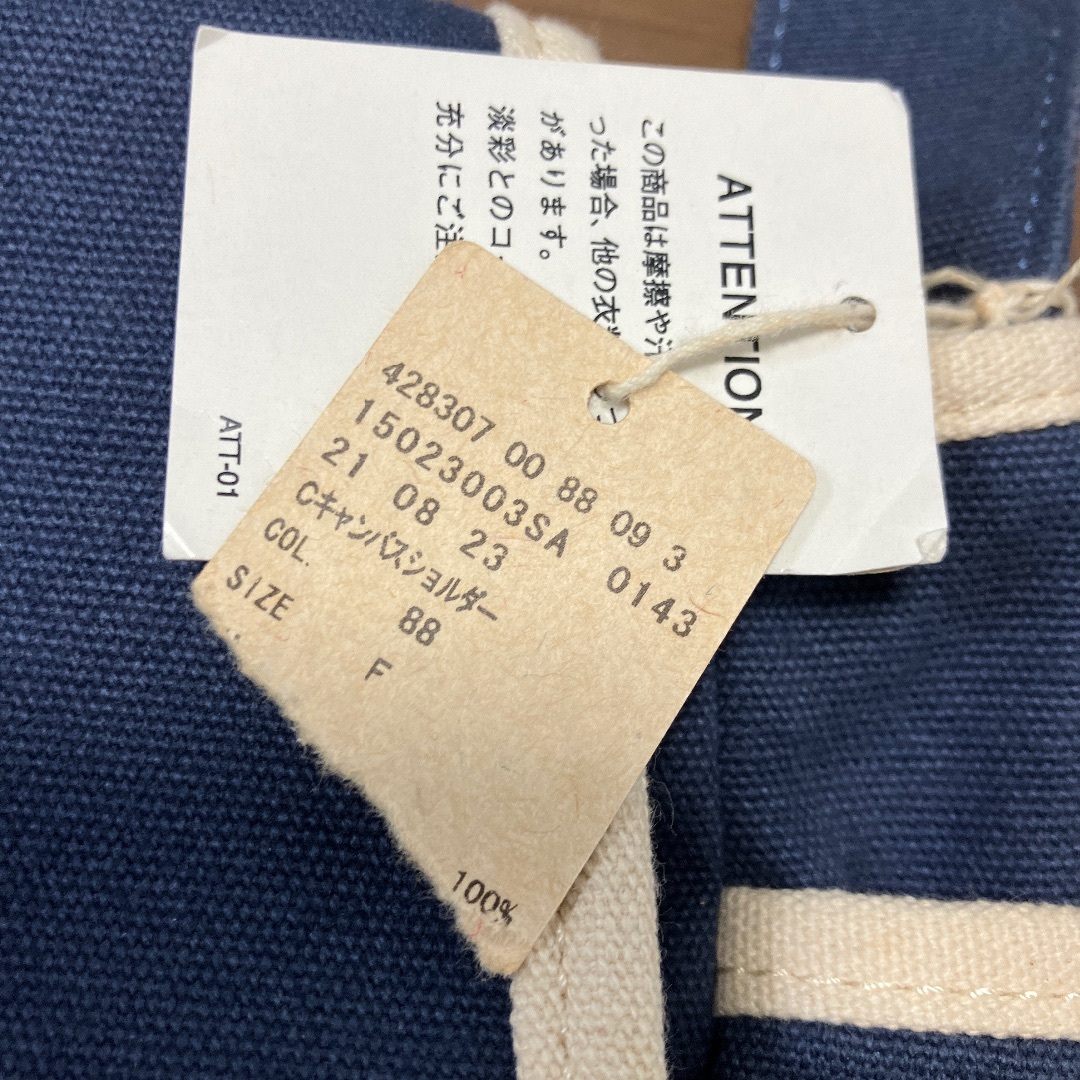 ATTENTION
この商品は摩擦や汗
った場合、他の衣
があります。
淡彩とのコ
充分にご注
ATT-01
428307 00 88 09 3
15023003SA 0143
21 08 23
Cキャンバスショルダー
COL. 88
SIZE F
100%